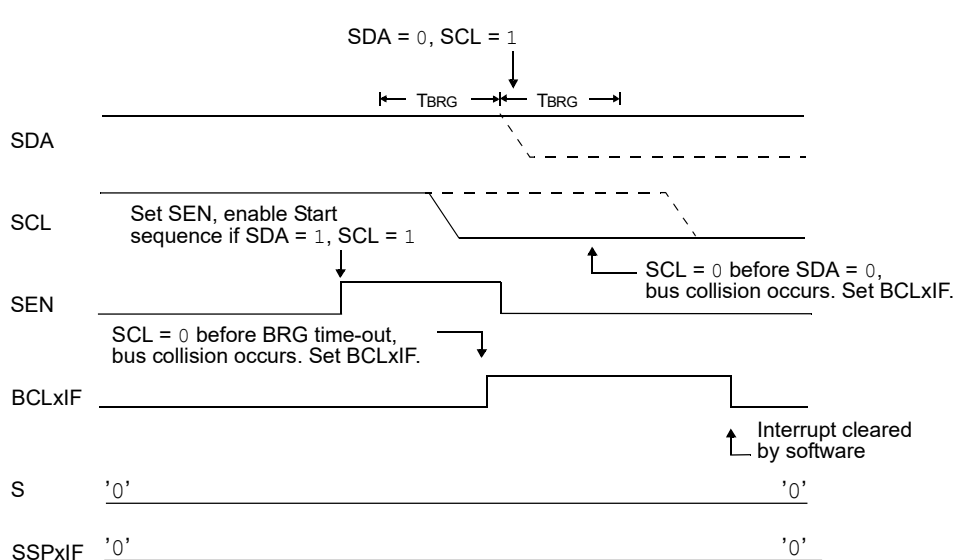 SDA = 0, SCL = 1
TBRG TBRG
SDA
SCL
Set SEN, enable Start
sequence if SDA = 1, SCL = 1
SCL = 0 before SDA = 0,
bus collision occurs. Set BCLxIF.
SEN
SCL = 0 before BRG time-out,
bus collision occurs. Set BCLxIF.
BCLxIF
Interrupt cleared
by software
S '0' '0'
SSPxIF '0' '0'